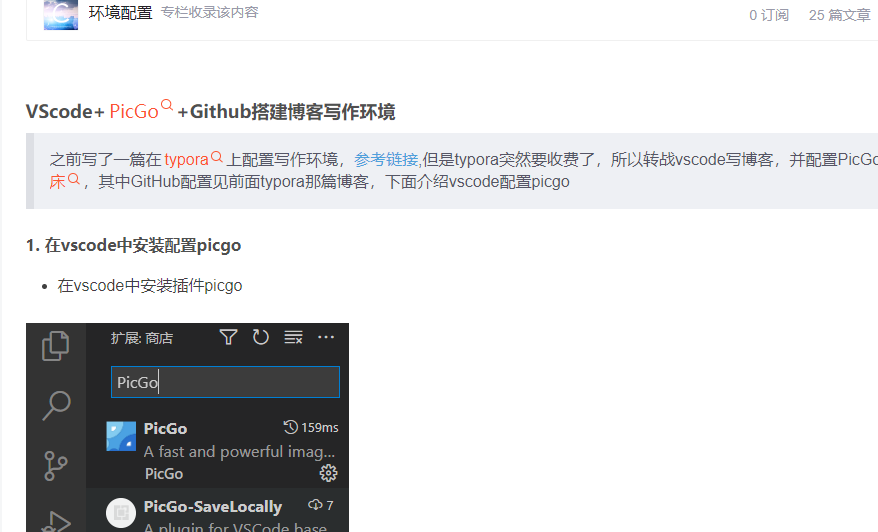 环境配置 专栏收录该内容 0 订阅 25 篇文章
VScode+ PicGo +Github搭建博客写作环境
之前写了一篇在 typora 上配置写作环境，参考链接,但是typora突然要收费了，所以转战vscode写博客，并配置PicGo
床 ，其中GitHub配置见前面typora那篇博客，下面介绍vscode配置picgo
1. 在vscode中安装配置picgo
• 在vscode中安装插件picgo
扩展: 商店 ...
PicGo
PicGo 159ms
A fast and powerful imag...
PicGo
PicGo-SaveLocally 7
A plugin for VSCode base